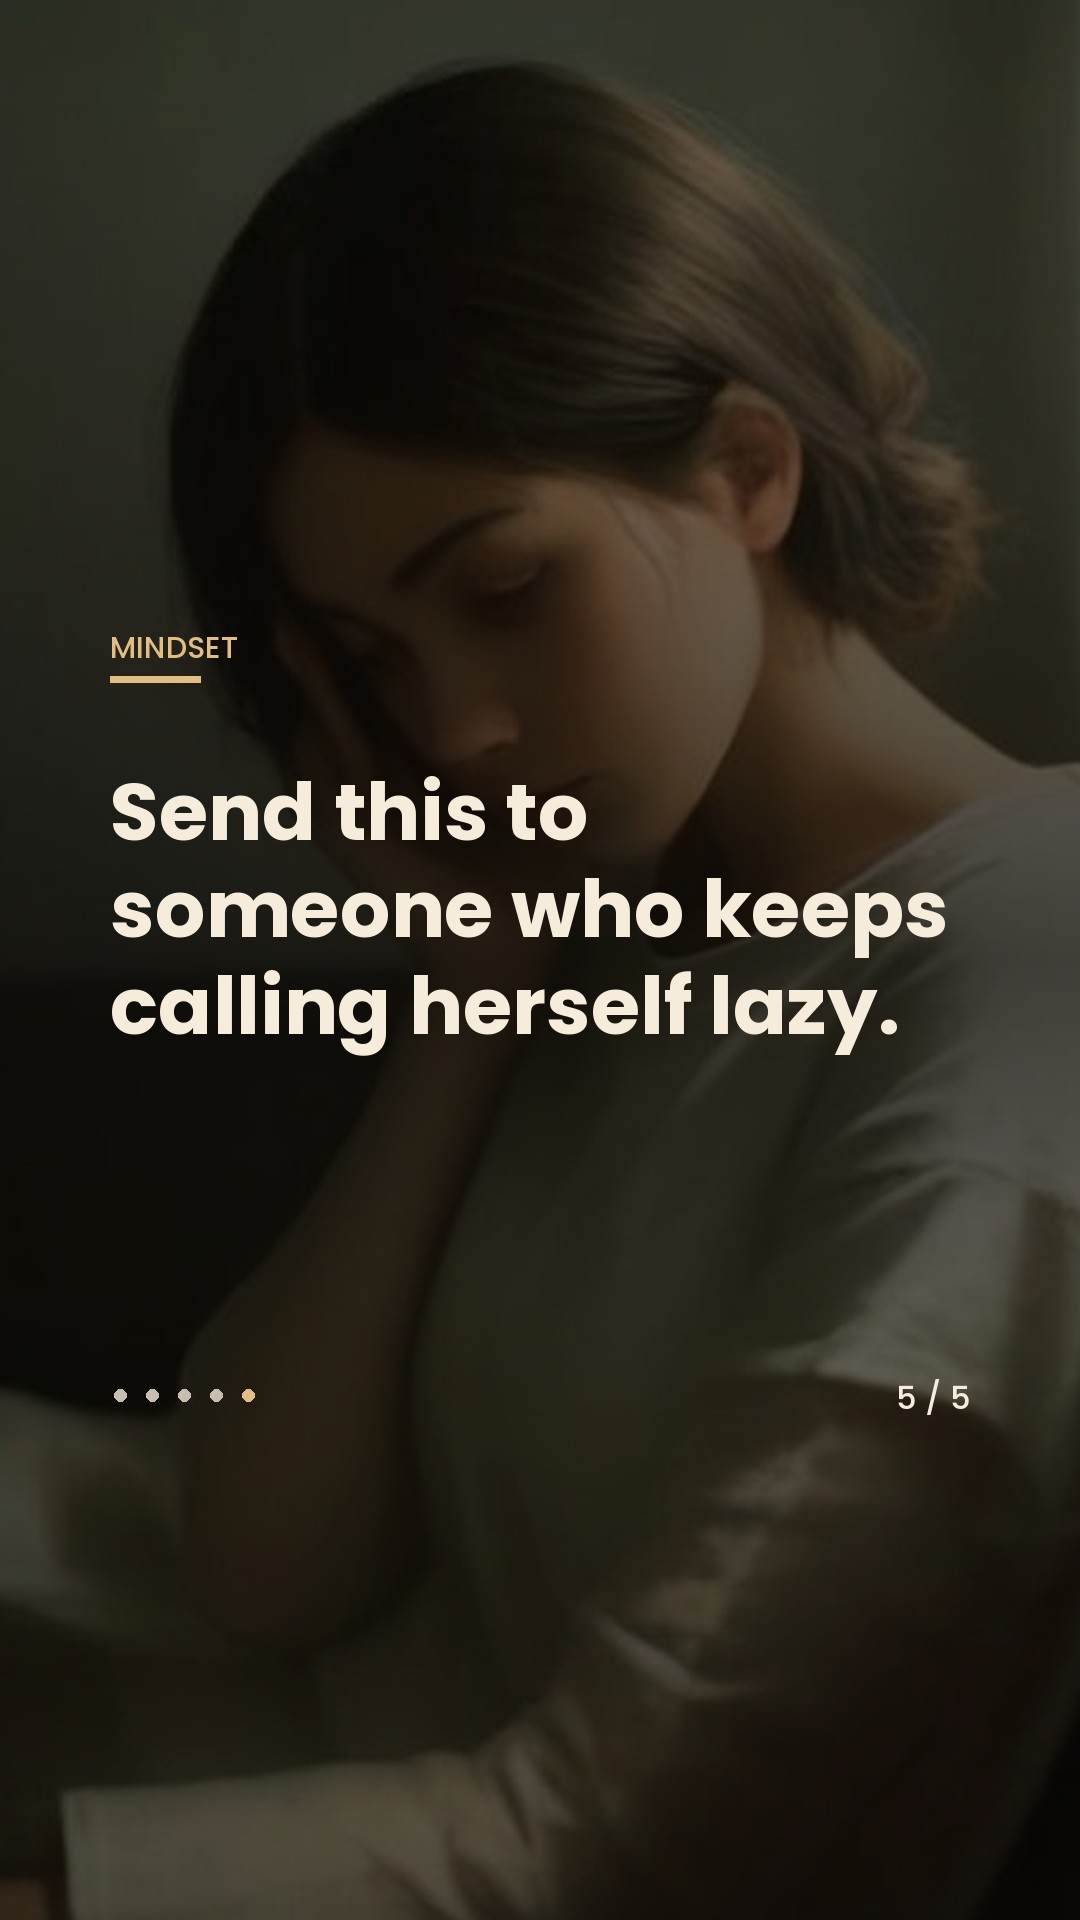 MINDSET
Send this to
someone who keeps
calling herself lazy.
5 / 5